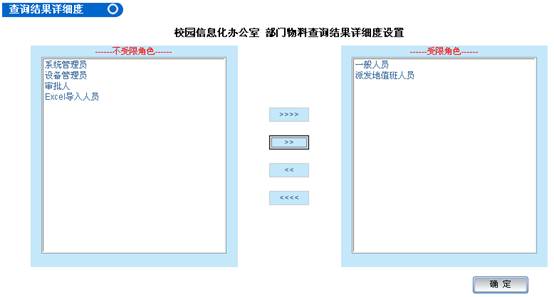 查询结果详细度
校园信息化办公室 部门物料查询结果详细度设置
------不受限角色------
系统管理员
设备管理员
审批人
Excel导入人员
>>>>
>>
<<
<<<<
------受限角色------
一般人员
派发地值班人员
确 定